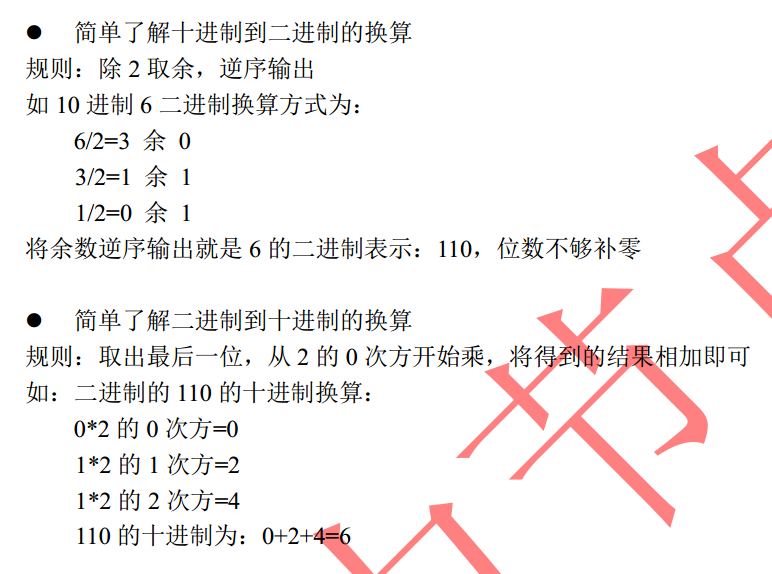 ● 简单了解十进制到二进制的换算
规则：除 2 取余，逆序输出
如 10 进制 6 二进制换算方式为：
6/2=3 余 0
3/2=1 余 1
1/2=0 余 1
将余数逆序输出就是 6 的二进制表示：110，位数不够补零
● 简单了解二进制到十进制的换算
规则：取出最后一位，从 2 的 0 次方开始乘，将得到的结果相加即可
如：二进制的 110 的十进制换算：
0*2 的 0 次方=0
1*2 的 1 次方=2
1*2 的 2 次方=4
110 的十进制为：0+2+4=6